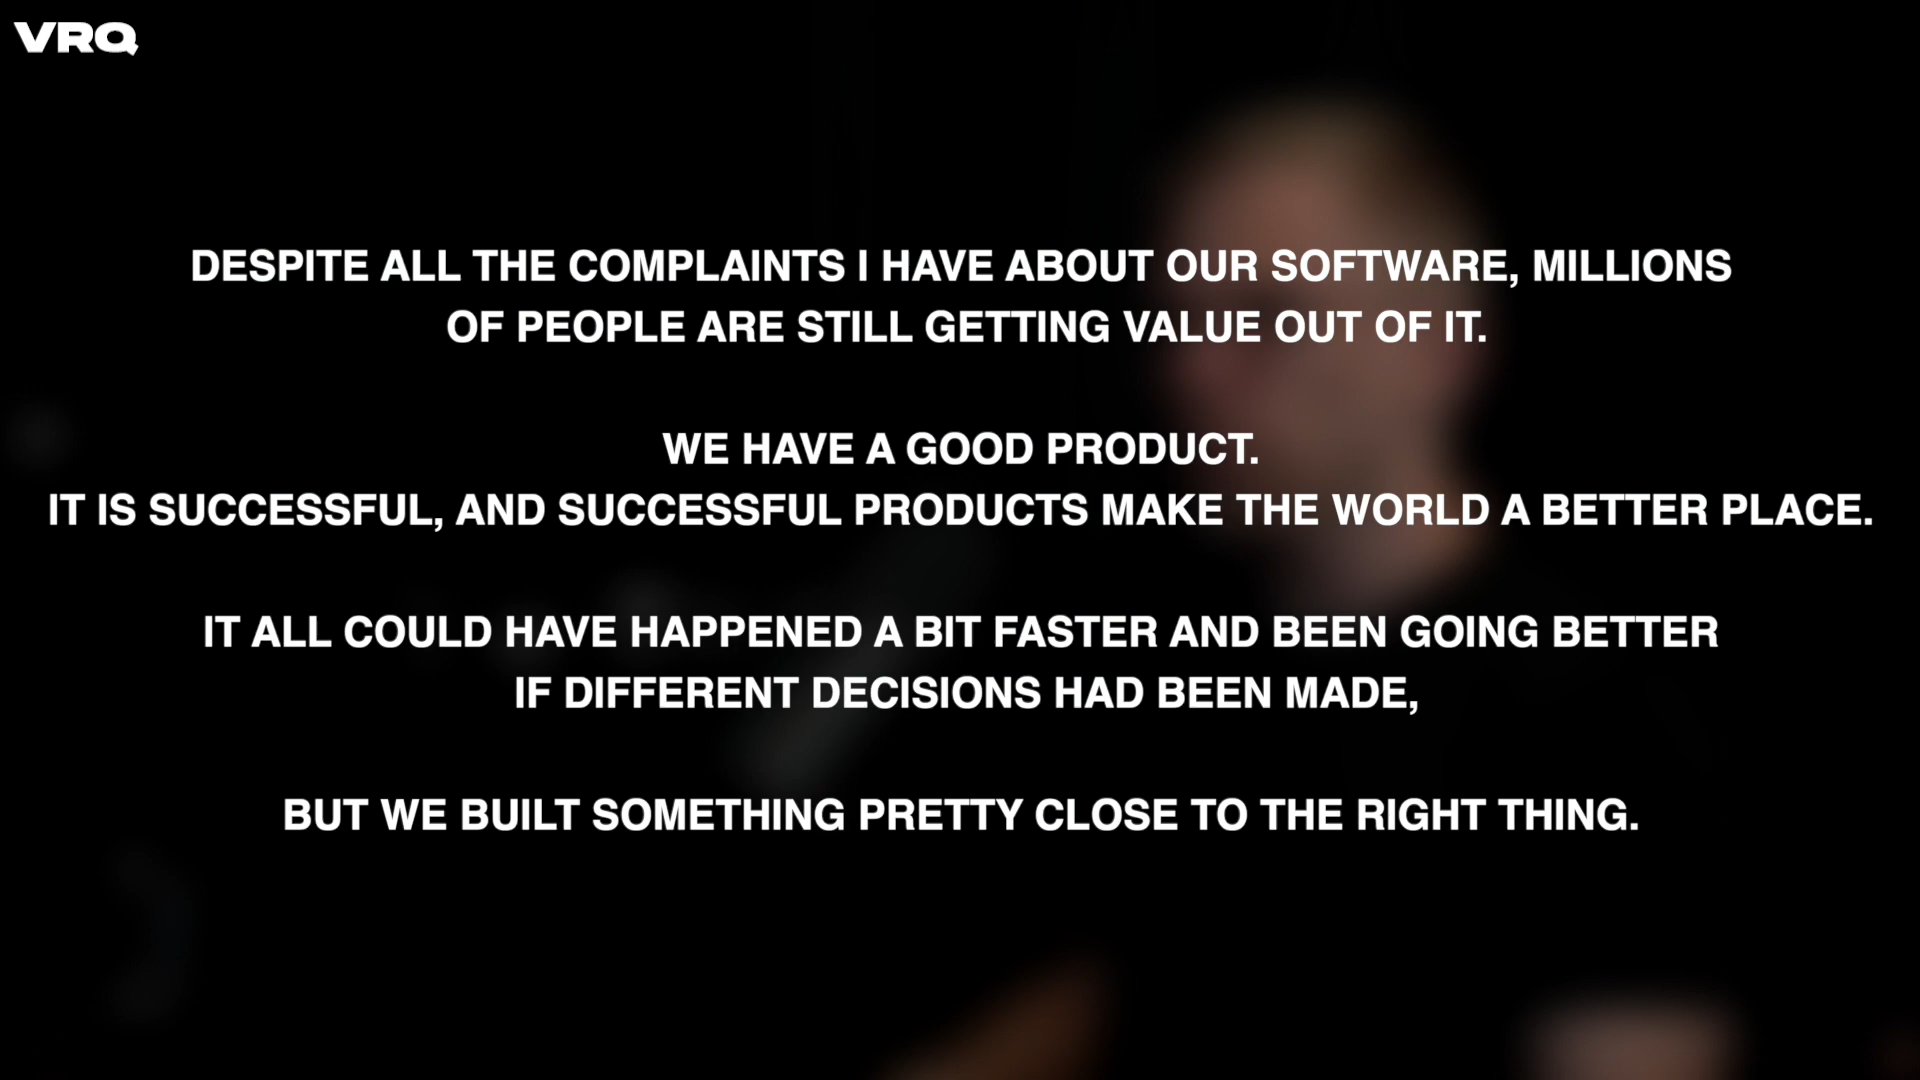 VRQ
DESPITE ALL THE COMPLAINTS I HAVE ABOUT OUR SOFTWARE, MILLIONS
OF PEOPLE ARE STILL GETTING VALUE OUT OF IT.
WE HAVE A GOOD PRODUCT.
IT IS SUCCESSFUL, AND SUCCESSFUL PRODUCTS MAKE THE WORLD A BETTER PLACE.
IT ALL COULD HAVE HAPPENED A BIT FASTER AND BEEN GOING BETTER
IF DIFFERENT DECISIONS HAD BEEN MADE,
BUT WE BUILT SOMETHING PRETTY CLOSE TO THE RIGHT THING.